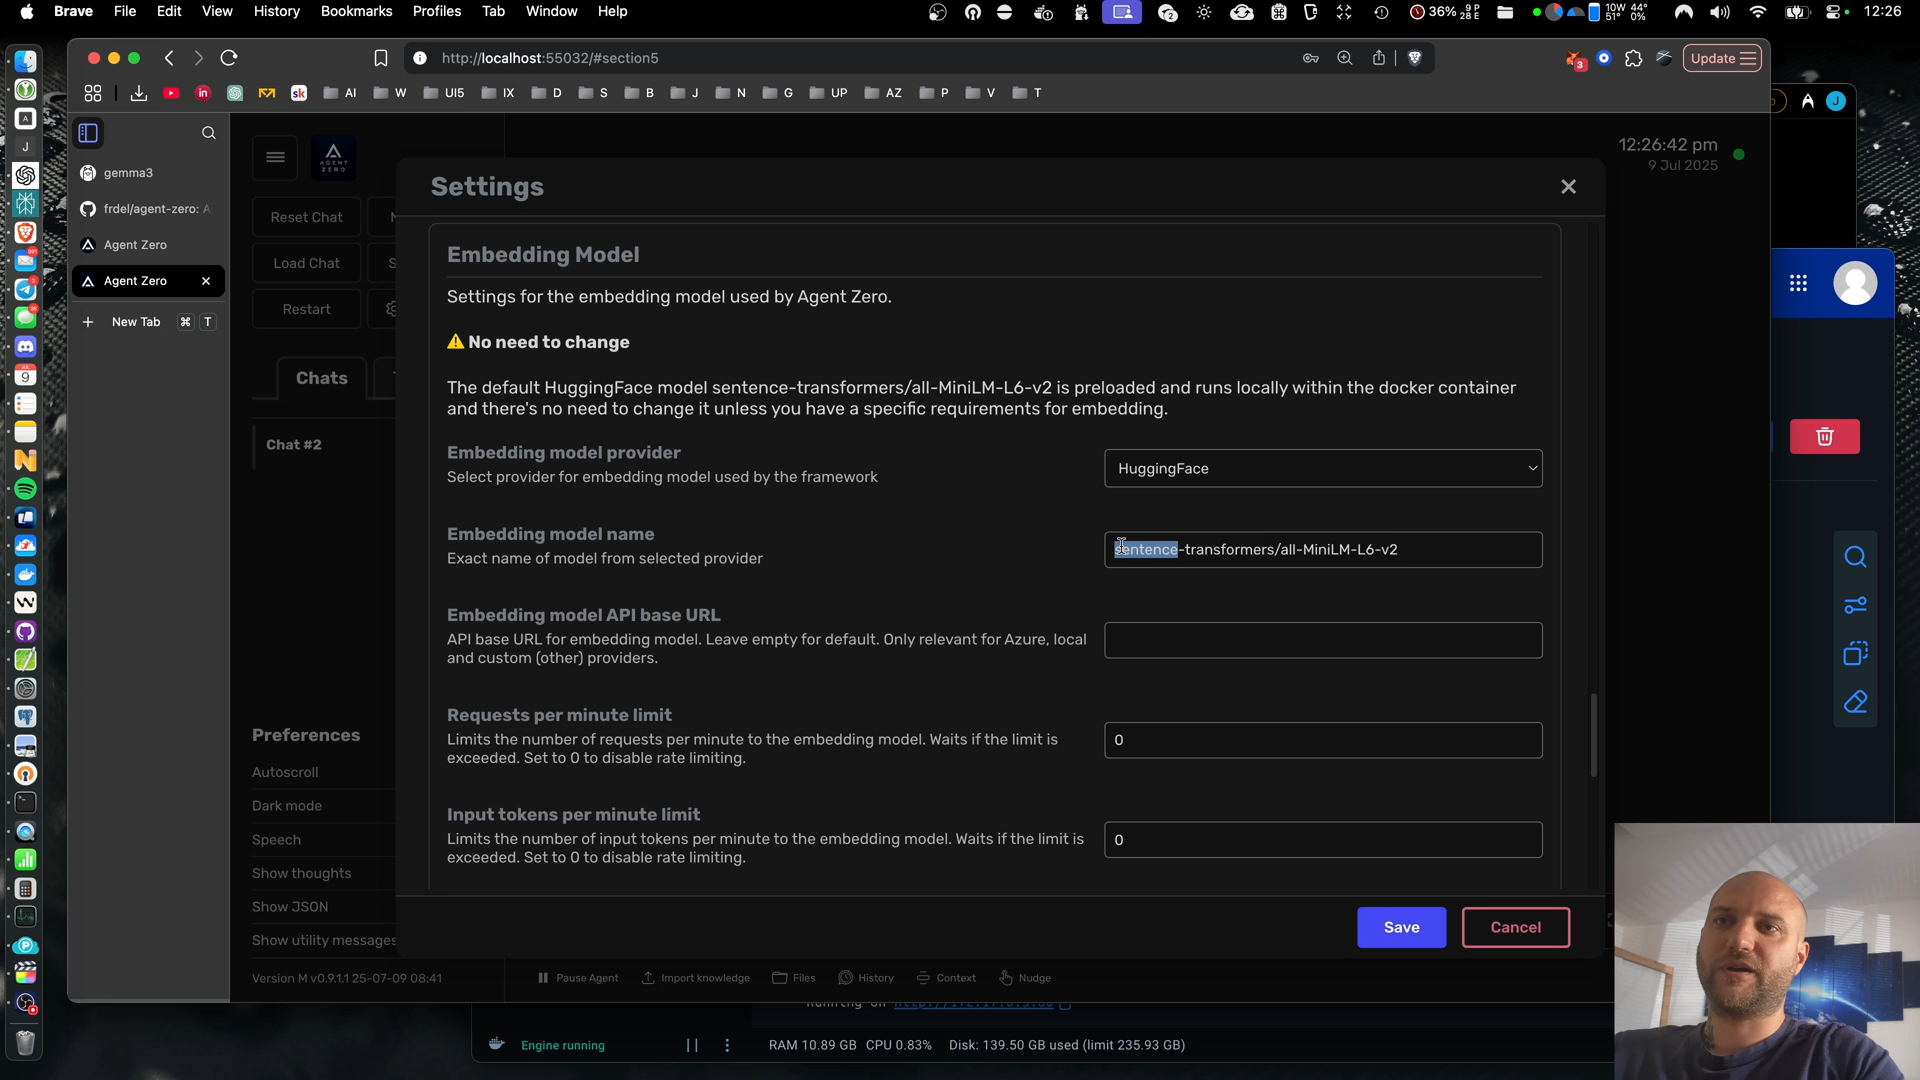 Brave File Edit View History Bookmarks Profiles Tab Window Help
36% 9 P 28 E 10W 44° 51° 0% 12:26
http://localhost:55032/#section5
3
Update
AI W UI5 IX D S B J N G UP AZ P V T
gemma3
frdel/agent-zero: A
Agent Zero
Agent Zero
New Tab ⌘ T
AGENT ZERO
Reset Chat
Load Chat
Restart
Chats
Chat #2
Preferences
Autoscroll
Dark mode
Speech
Show thoughts
Show JSON
Show utility messages
Version M v0.9.1.1 25-07-09 08:41
12:26:42 pm
9 Jul 2025
Settings
Embedding Model
Settings for the embedding model used by Agent Zero.
⚠ No need to change
The default HuggingFace model sentence-transformers/all-MiniLM-L6-v2 is preloaded and runs locally within the docker container
and there's no need to change it unless you have a specific requirements for embedding.
Embedding model provider
Select provider for embedding model used by the framework
HuggingFace
Embedding model name
Exact name of model from selected provider
sentence-transformers/all-MiniLM-L6-v2
Embedding model API base URL
API base URL for embedding model. Leave empty for default. Only relevant for Azure, local
and custom (other) providers.
Requests per minute limit
Limits the number of requests per minute to the embedding model. Waits if the limit is
exceeded. Set to 0 to disable rate limiting.
0
Input tokens per minute limit
Limits the number of input tokens per minute to the embedding model. Waits if the limit is
exceeded. Set to 0 to disable rate limiting.
0
Save
Cancel
Pause Agent Import knowledge Files History Context Nudge
Engine running
RAM 10.89 GB CPU 0.83% Disk: 139.50 GB used (limit 235.93 GB)